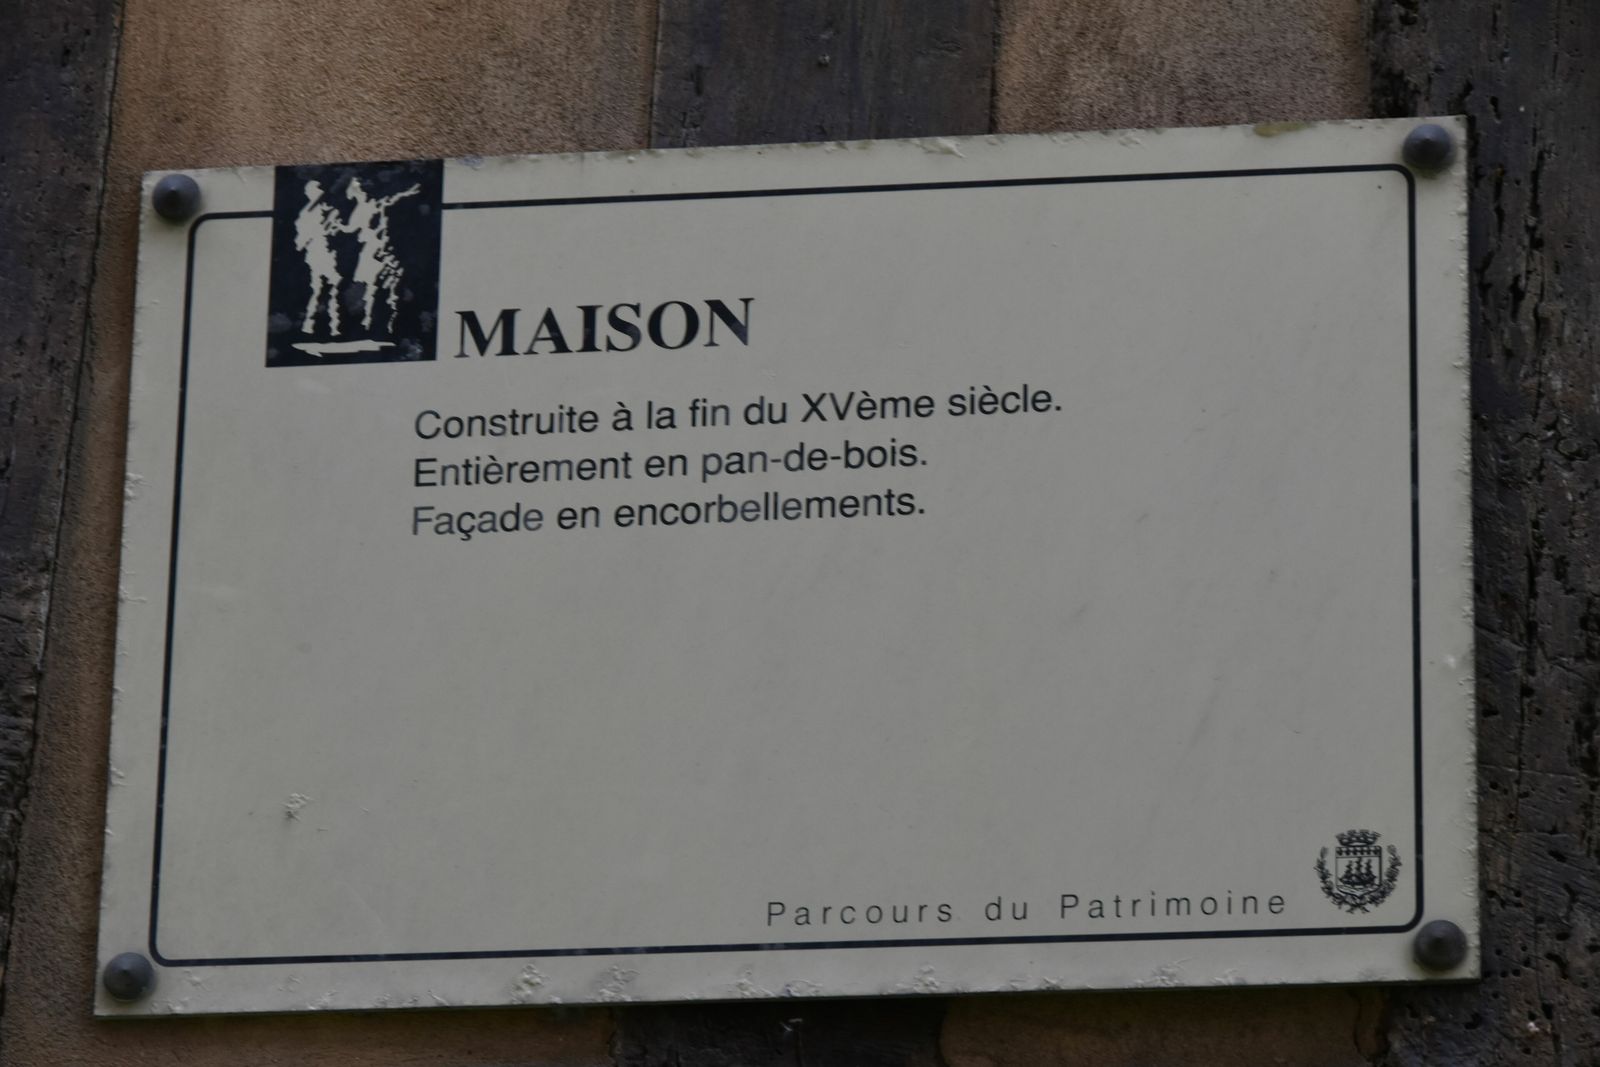 MAISON
Construite à la fin du XVème siècle.
Entièrement en pan-de-bois.
Façade en encorbellements.
Parcours du Patrimoine